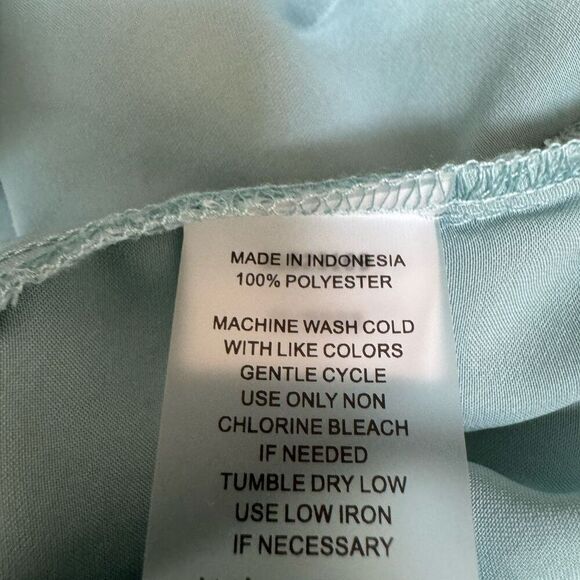 MADE IN INDONESIA
100% POLYESTER
MACHINE WASH COLD
WITH LIKE COLORS
GENTLE CYCLE
USE ONLY NON
CHLORINE BLEACH
IF NEEDED
TUMBLE DRY LOW
USE LOW IRON
IF NECESSARY